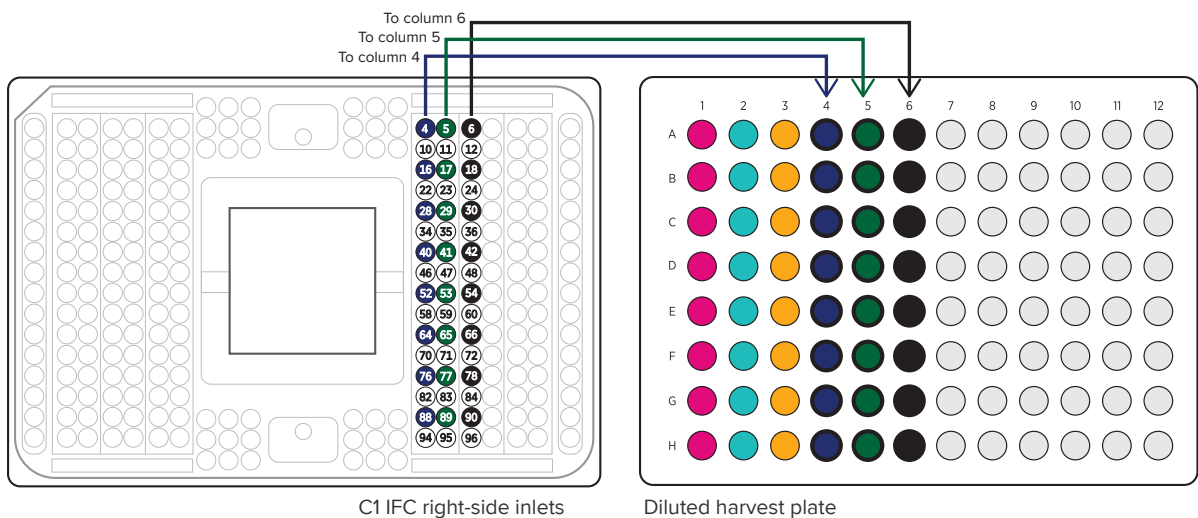 To column 6
To column 5
To column 4
1 2 3 4 5 6 7 8 9 10 11 12
4 5 6
10 11 12
16 17 18
22 23 24
28 29 30
34 35 36
40 41 42
46 47 48
52 53 54
58 59 60
64 65 66
70 71 72
76 77 78
82 83 84
88 89 90
94 95 96
A
B
C
D
E
F
G
H
C1 IFC right-side inlets
Diluted harvest plate